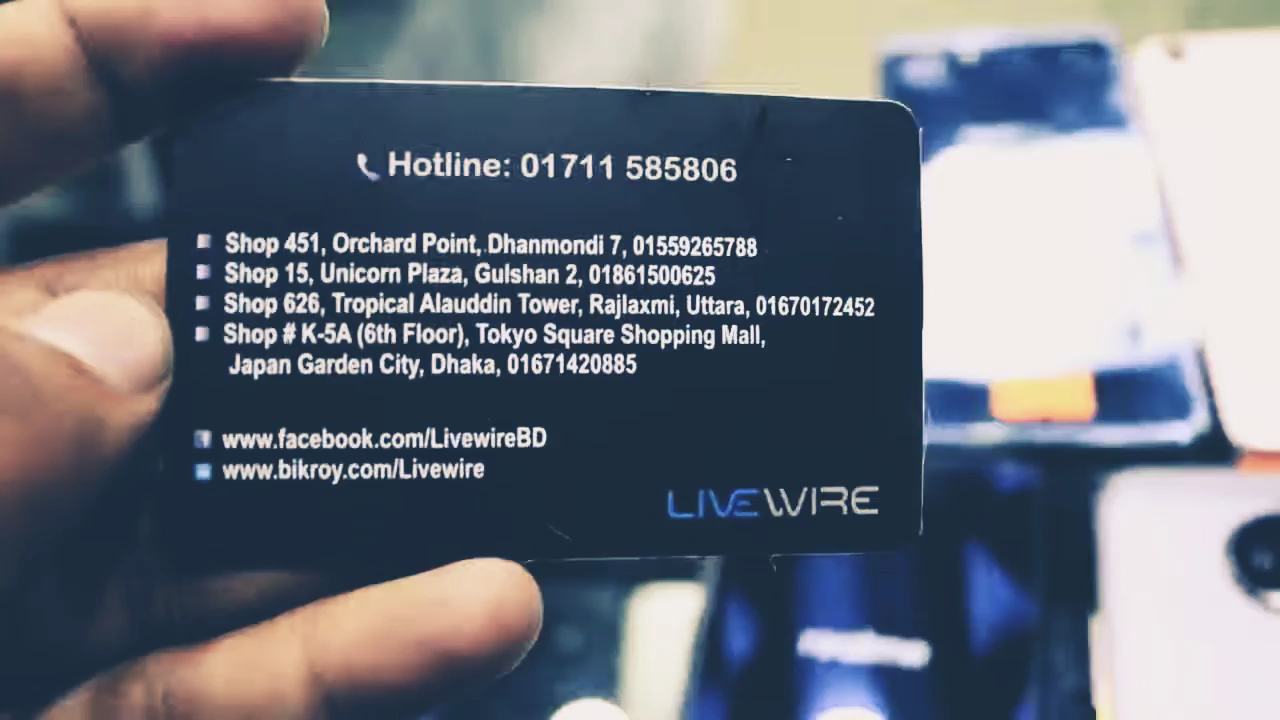 Hotline: 01711 585806
Shop 451, Orchard Point, Dhanmondi 7, 01559265788
Shop 15, Unicorn Plaza, Gulshan 2, 01861500625
Shop 626, Tropical Alauddin Tower, Rajlaxmi, Uttara, 01670172452
Shop # K-5A (6th Floor), Tokyo Square Shopping Mall,
Japan Garden City, Dhaka, 01671420885
www.facebook.com/LivewireBD
www.bikroy.com/Livewire
LIVEWIRE